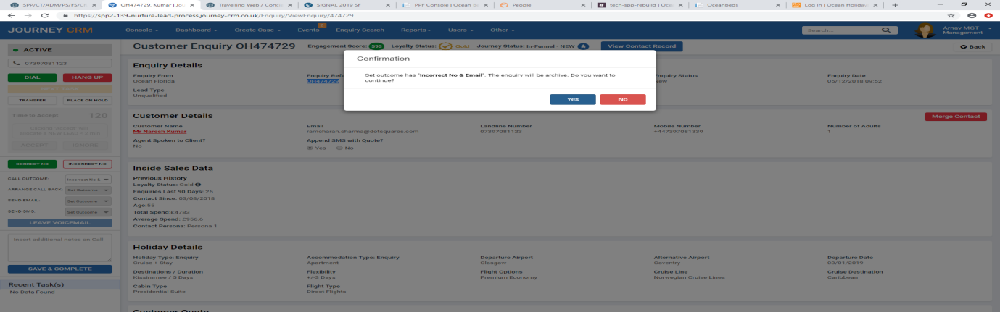 SPP/CT/ADM/PS/FS/CR
OH474729, Kumar | Jou
Travelling Web / Concie
SIGNAL 2019 SF
PPF Console | Ocean B
People
tech-app-rebuild | Oce
Oceanbeds
Log In | Ocean Holiday
https://spp2-139-nurture-lead-process.journey-crm.co.uk/Enquiry/ViewEnquiry/474729
JOURNEY CRM
Console
Dashboard
Create Case
Events
Enquiry Search
Reports
Users
Other
Search...
Arnav MGT
Management
ACTIVE
07397081123
DIAL
HANG UP
NEXT TASK
TRANSFER
PLACE ON HOLD
Time to Accept 120
ACCEPT
IGNORE
CORRECT NO
INCORRECT NO
CALL OUTCOME:
Incorrect No &
ARRANGE CALL BACK:
Set Outcome
SEND EMAIL:
Set Outcome
SEND SMS:
Set Outcome
LEAVE VOICEMAIL
Insert additional notes on Call
SAVE & COMPLETE
Recent Task(s)
No Data Found
Customer Enquiry OH474729
Engagement Score: 593
Loyalty Status: Gold
Journey Status: In-Funnel - NEW
View Contact Record
Back
Confirmation
Set outcome has "Incorrect No & Email". The enquiry will be archive. Do you want to
continue?
Yes
No
Enquiry Details
Enquiry From
Ocean Florida
Enquiry Refe
OH474729
Enquiry Status
New
Enquiry Date
05/12/2018 09:52
Lead Type
Unqualified
Customer Details
Merge Contact
Customer Name
Mr Naresh Kumar
Email
ramcharan.sharma@dotsquares.com
Landline Number
07397081123
Mobile Number
+447397081339
Number of Adults
1
Agent Spoken to Client?
No
Append SMS with Quote?
Yes
No
Inside Sales Data
Previous History
Loyalty Status: Gold
Enquiries Last 90 Days: 25
Contact Since: 03/08/2018
Age:55
Total Spend:£4783
Average Spend: £956.6
Contact Persona: Persona 1
Holiday Details
Holiday Type: Enquiry
Cruise + Stay
Accommodation Type: Enquiry
Apartment
Departure Airport
Glasgow
Alternative Airport
Coventry
Departure Date
03/01/2019
Destinations / Duration
Kissimmee / 5 Days
Flexibility
+/-3 Days
Flight Options
Premium Economy
Cruise Line
Norwegian Cruise Lines
Cruise Destination
Caribbean
Cabin Type
Presidential Suite
Flight Type
Direct Flights
Customer Quote